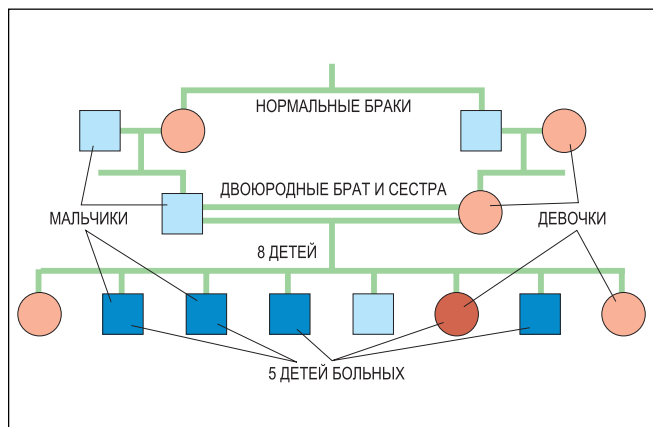 НОРМАЛЬНЫЕ БРАКИ
ДВОЮРОДНЫЕ БРАТ И СЕСТРА
МАЛЬЧИКИ
ДЕВОЧКИ
8 ДЕТЕЙ
5 ДЕТЕЙ БОЛЬНЫХ